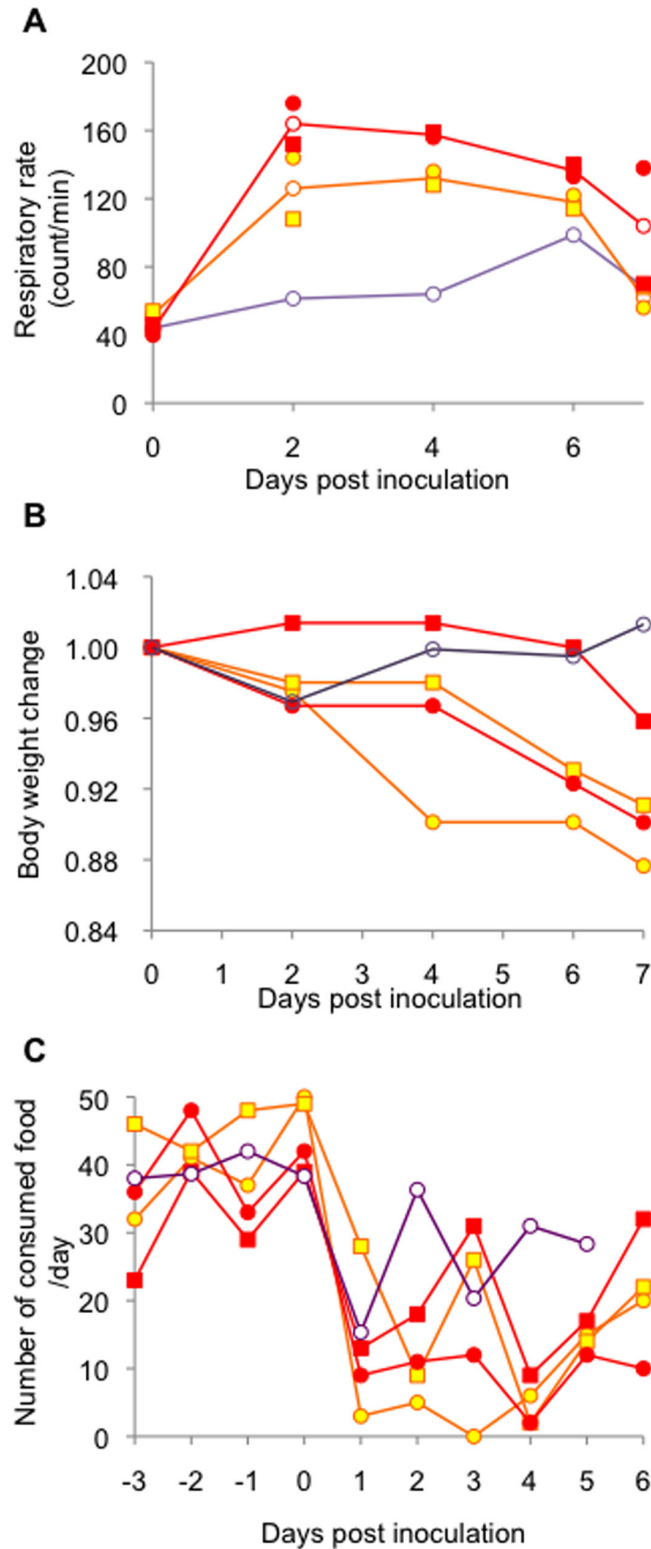 A
200
160
120
80
40
0
Respiratory rate
(count/min)
0 2 4 6
Days post inoculation
B
1.04
1.00
0.96
0.92
0.88
0.84
Body weight change
0 1 2 3 4 5 6 7
Days post inoculation
C
50
40
30
20
10
0
Number of consumed food
/day
-3 -2 -1 0 1 2 3 4 5 6
Days post inoculation